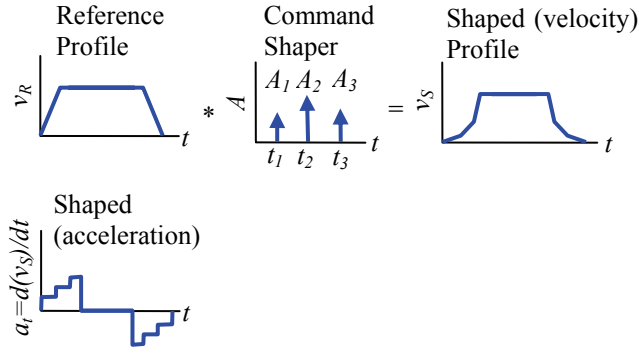 Reference Profile
v_R
t
*
Command Shaper
A
A_1 A_2 A_3
t_1 t_2 t_3 t
=
Shaped (velocity) Profile
v_S
t
Shaped (acceleration)
a_t=d(v_S)/dt
t